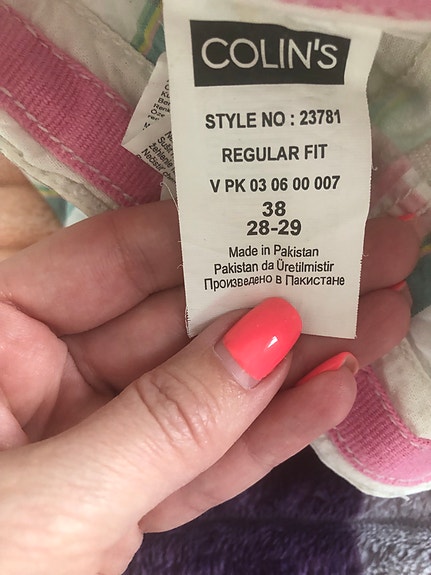 COLIN'S
STYLE NO : 23781
REGULAR FIT
V PK 03 06 00 007
38
28-29
Made in Pakistan
Pakistan da Üretilmistir
Произведено в Пакистане